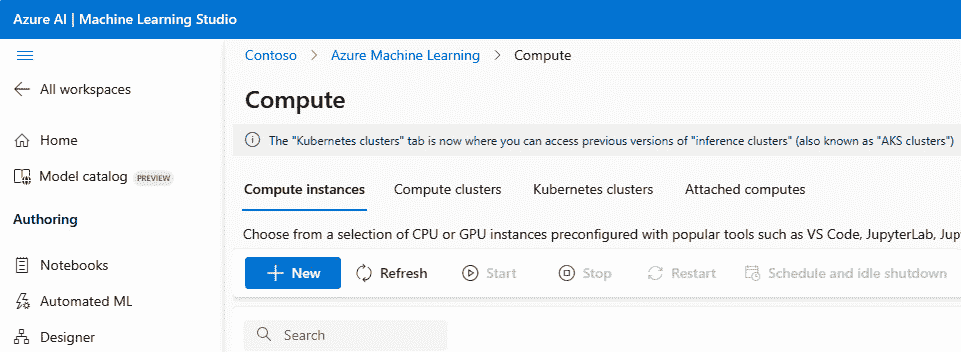 Azure AI | Machine Learning Studio
All workspaces
Home
Model catalog PREVIEW
Authoring
Notebooks
Automated ML
Designer
Contoso > Azure Machine Learning > Compute
Compute
The "Kubernetes clusters" tab is now where you can access previous versions of "inference clusters" (also known as "AKS clusters")
Compute instances Compute clusters Kubernetes clusters Attached computes
Choose from a selection of CPU or GPU instances preconfigured with popular tools such as VS Code, JupyterLab, Jup
New Refresh Start Stop Restart Schedule and idle shutdown
Search